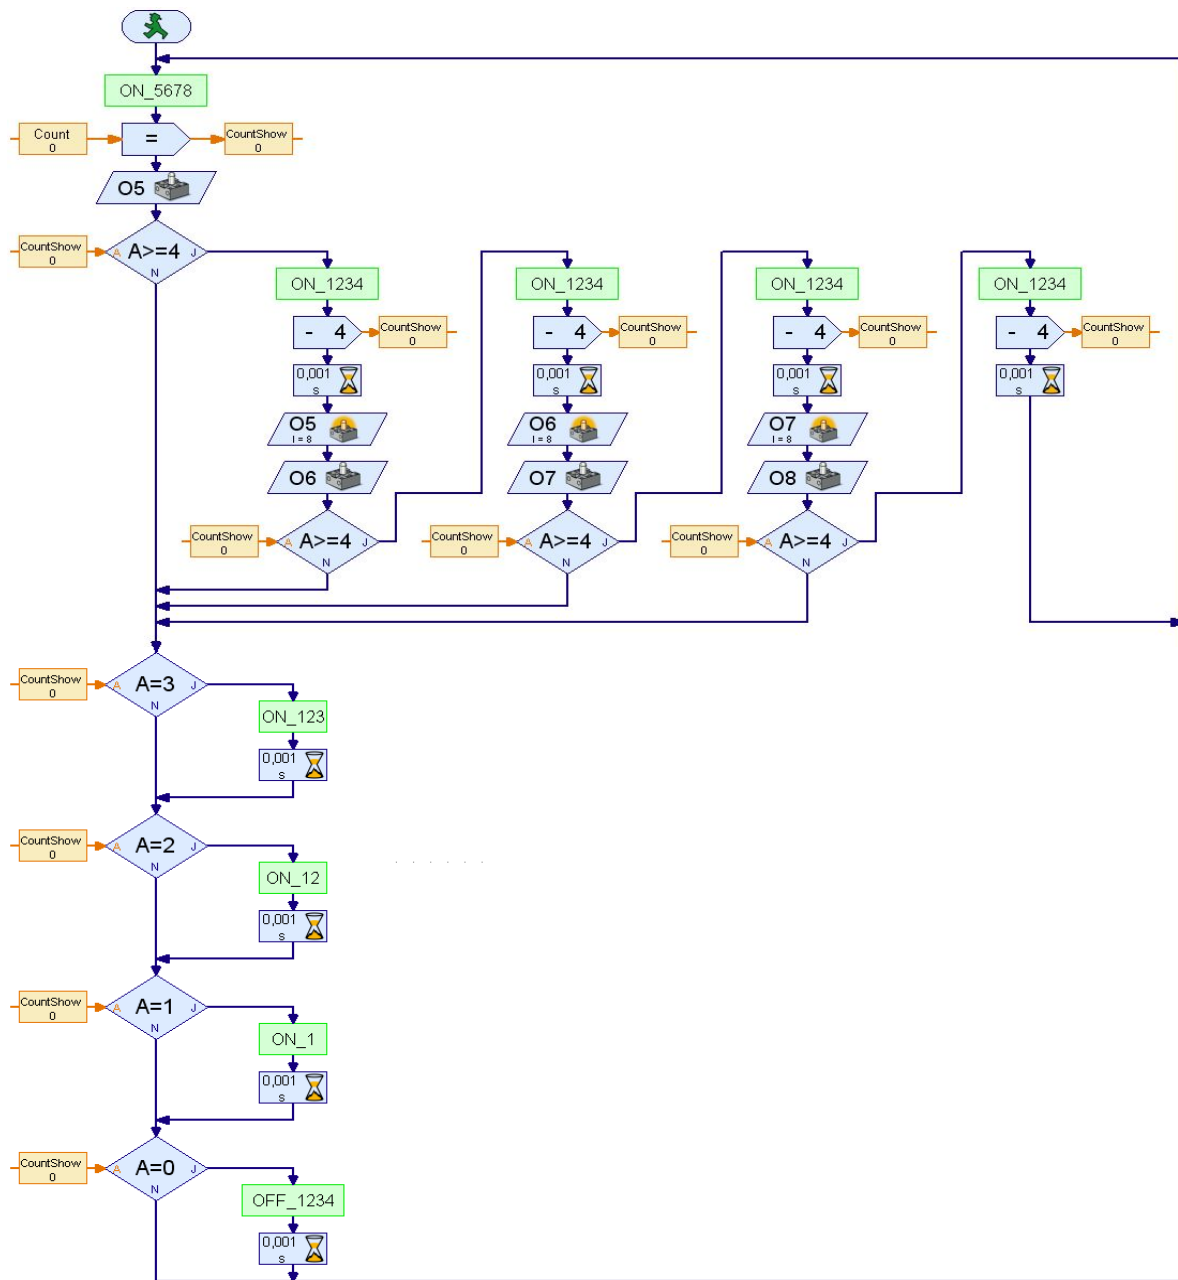 ON_5678
Count
0
=
CountShow
0
O5
CountShow
0
A
A>=4
J
N
ON_1234
ON_1234
ON_1234
ON_1234
- 4
CountShow
0
- 4
CountShow
0
- 4
CountShow
0
- 4
CountShow
0
0,001
s
0,001
s
0,001
s
0,001
s
O5
I = 8
O6
I = 8
O7
I = 8
O6
O7
O8
CountShow
0
A
A>=4
J
N
CountShow
0
A
A>=4
J
N
CountShow
0
A
A>=4
J
N
CountShow
0
A
A=3
J
N
ON_123
0,001
s
CountShow
0
A
A=2
J
N
ON_12
0,001
s
CountShow
0
A
A=1
J
N
ON_1
0,001
s
CountShow
0
A
A=0
J
N
OFF_1234
0,001
s